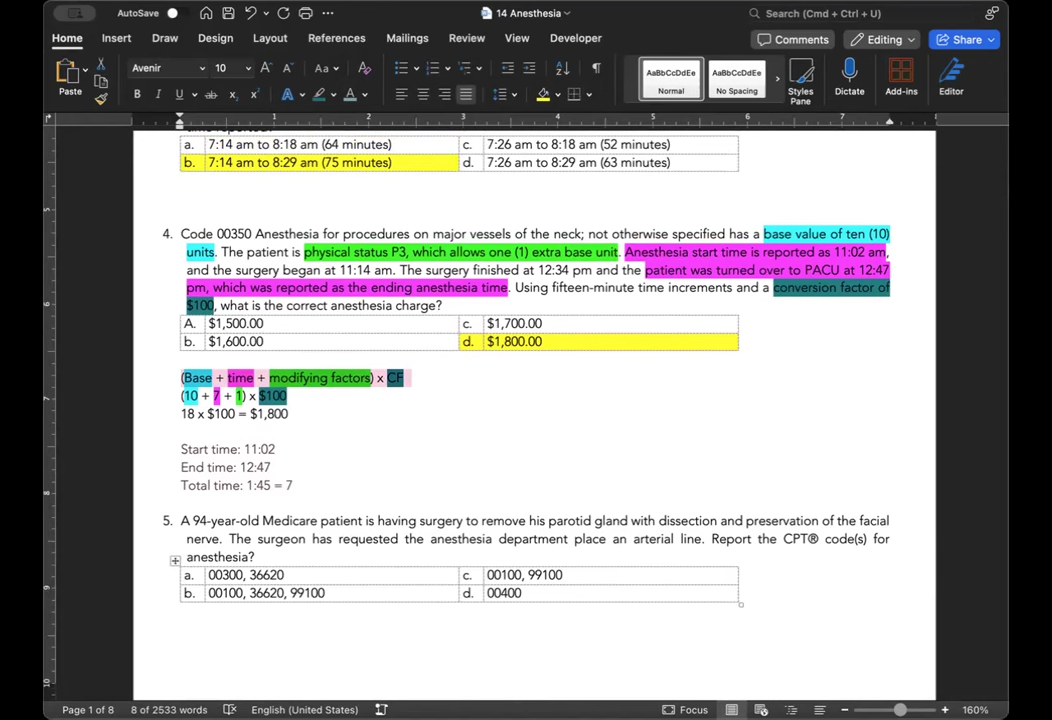 AutoSave
14 Anesthesia
Search (Cmd + Ctrl + U)
Home Insert Draw Design Layout References Mailings Review View Developer
Comments Editing Share
Paste
Avenir 10
AaBbCcDdEe Normal
AaBbCcDdEe No Spacing
Styles Pane
Dictate
Add-ins
Editor
1 2 3 4 5 6 7
a. 7:14 am to 8:18 am (64 minutes) c. 7:26 am to 8:18 am (52 minutes)
b. 7:14 am to 8:29 am (75 minutes) d. 7:26 am to 8:29 am (63 minutes)
4. Code 00350 Anesthesia for procedures on major vessels of the neck; not otherwise specified has a base value of ten (10)
units. The patient is physical status P3, which allows one (1) extra base unit. Anesthesia start time is reported as 11:02 am,
and the surgery began at 11:14 am. The surgery finished at 12:34 pm and the patient was turned over to PACU at 12:47
pm, which was reported as the ending anesthesia time. Using fifteen-minute time increments and a conversion factor of
$100, what is the correct anesthesia charge?
A. $1,500.00 c. $1,700.00
b. $1,600.00 d. $1,800.00
(Base + time + modifying factors) x CF
(10 + 7 + 1) x $100
18 x $100 = $1,800
Start time: 11:02
End time: 12:47
Total time: 1:45 = 7
5. A 94-year-old Medicare patient is having surgery to remove his parotid gland with dissection and preservation of the facial
nerve. The surgeon has requested the anesthesia department place an arterial line. Report the CPT® code(s) for
anesthesia?
a. 00300, 36620 c. 00100, 99100
b. 00100, 36620, 99100 d. 00400
Page 1 of 8 8 of 2533 words English (United States) Focus 160%